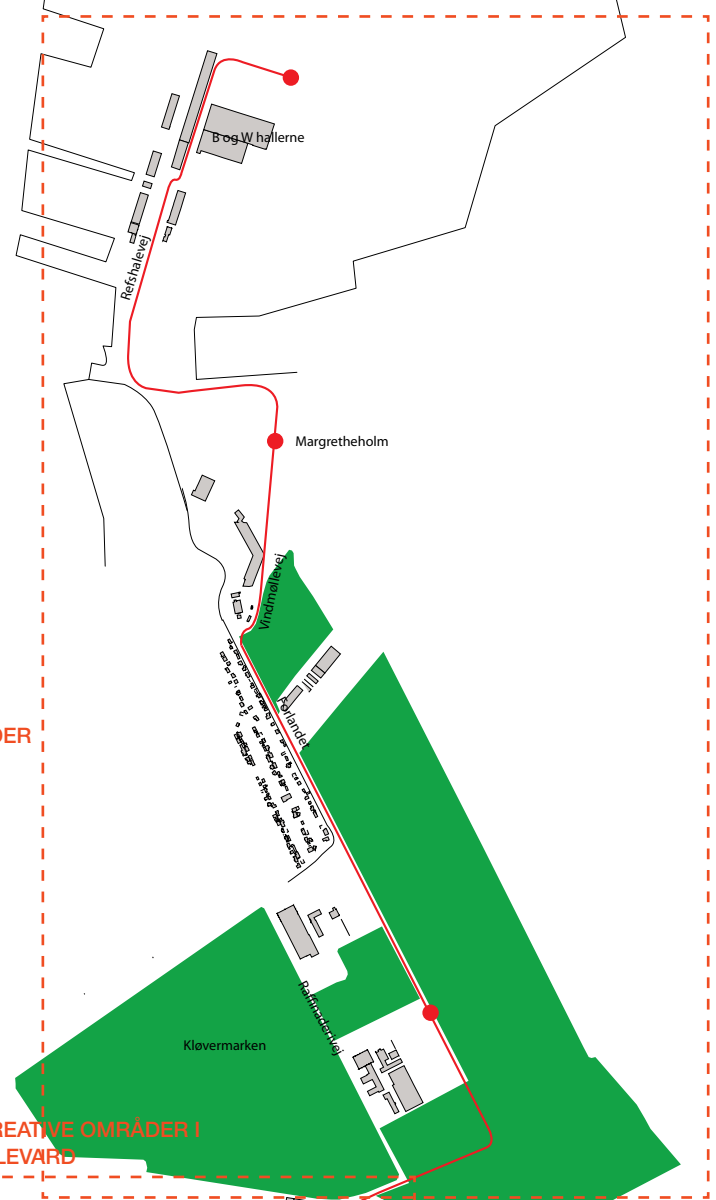 B og W hallerne
Refshalevej
Margretheholm
Vindmøllevej
Forlandet
DER
Raffinaderivej
Kløvermarken
REATIVE OMRÅDER I
LEVARD